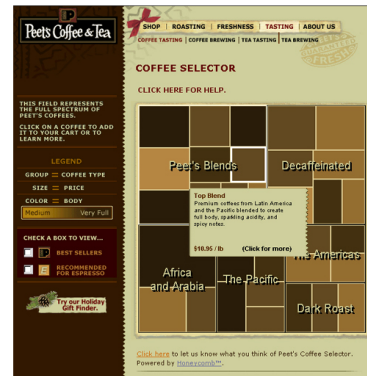 Peet's Coffee & Tea
SHOP | ROASTING | FRESHNESS | TASTING | ABOUT US
COFFEE TASTING | COFFEE BREWING | TEA TASTING | TEA BREWING
GUARANTEED
FRESH
COFFEE SELECTOR
CLICK HERE FOR HELP.
THIS FIELD REPRESENTS
THE FULL SPECTRUM OF
PEET'S COFFEES.
CLICK ON A COFFEE TO ADD
IT TO YOUR CART OR TO
LEARN MORE.
LEGEND
GROUP = COFFEE TYPE
SIZE = PRICE
COLOR = BODY
Medium Very Full
CHECK A BOX TO VIEW...
BEST SELLERS
RECOMMENDED
FOR ESPRESSO
Try our Holiday
Gift Finder.
Peet's Blends
Decaffeinated
Top Blend
Premium coffees from Latin America
and the Pacific blended to create
full body, sparkling acidity, and
spicy notes.
$10.95 / lb (Click for more)
The Americas
Africa
and Arabia
The Pacific
Dark Roast
Click here to let us know what you think of Peet's Coffee Selector.
Powered by Honeycomb™.